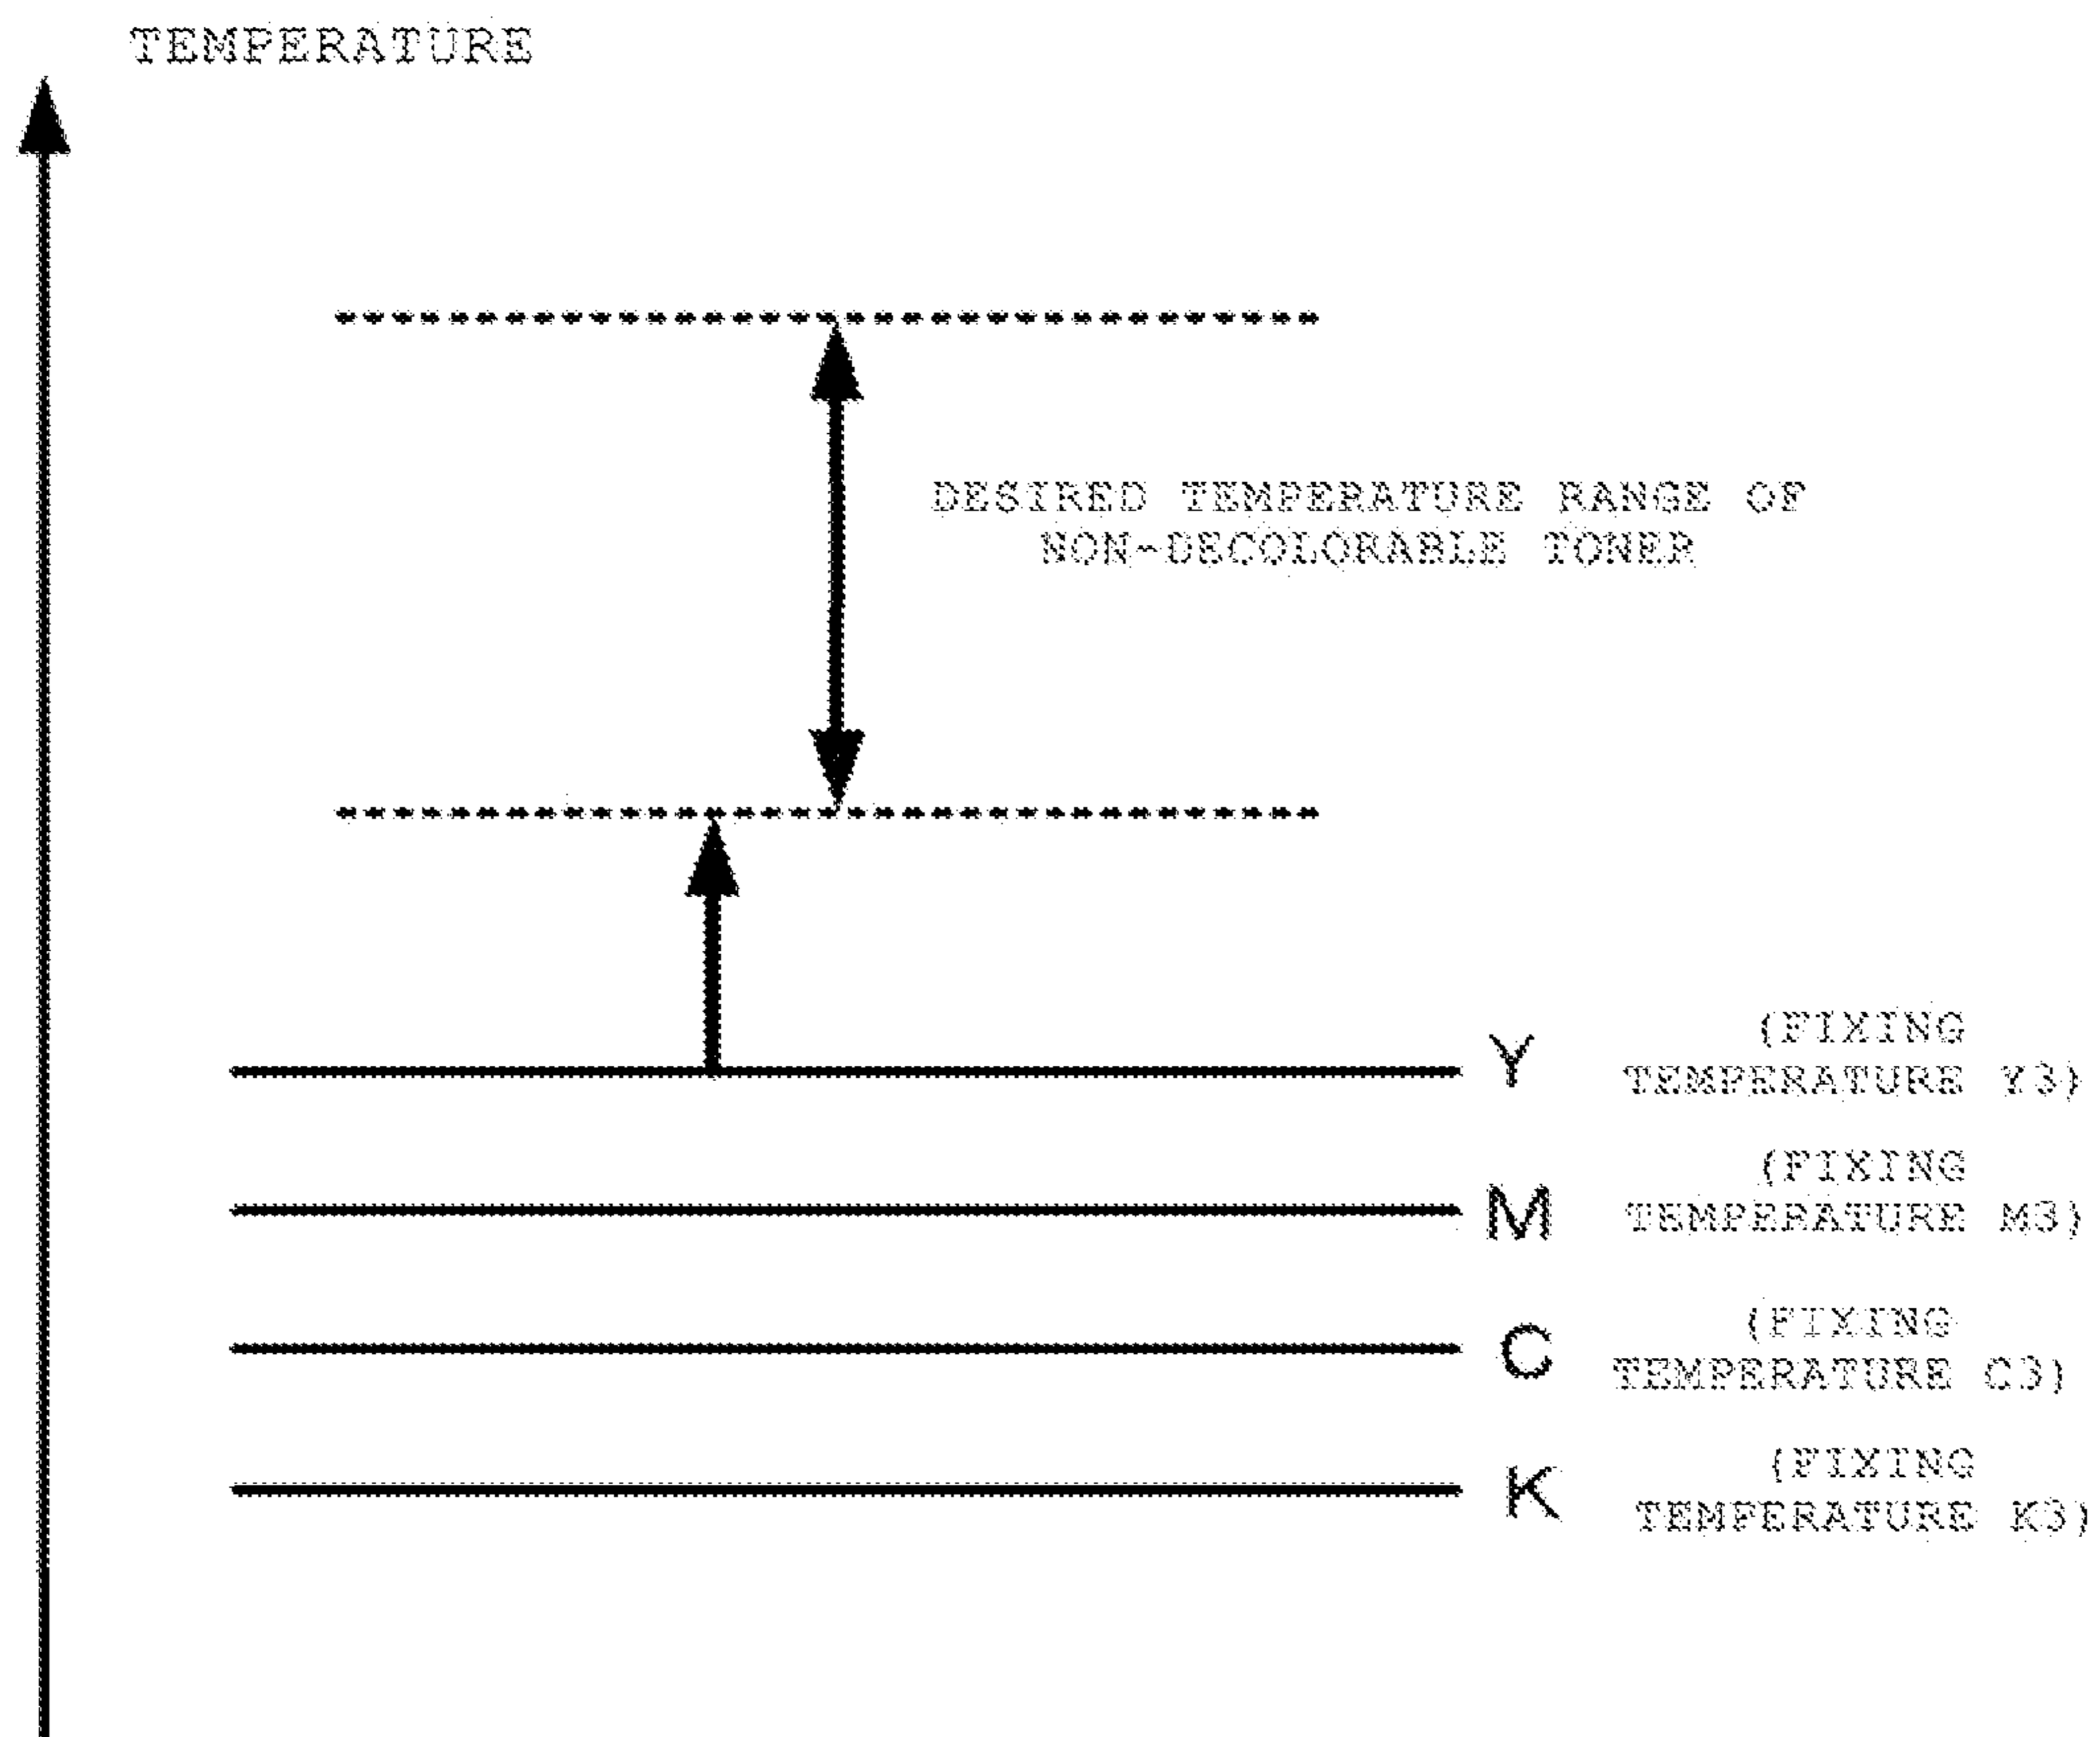 TEMPERATURE
DESIRED TEMPERATURE RANGE OF
NON-DECOLORABLE TONER
Y
(FIXING
TEMPERATURE Y3)
M
(FIXING
TEMPERATURE M3)
C
(FIXING
TEMPERATURE C3)
K
(FIXING
TEMPERATURE K3)